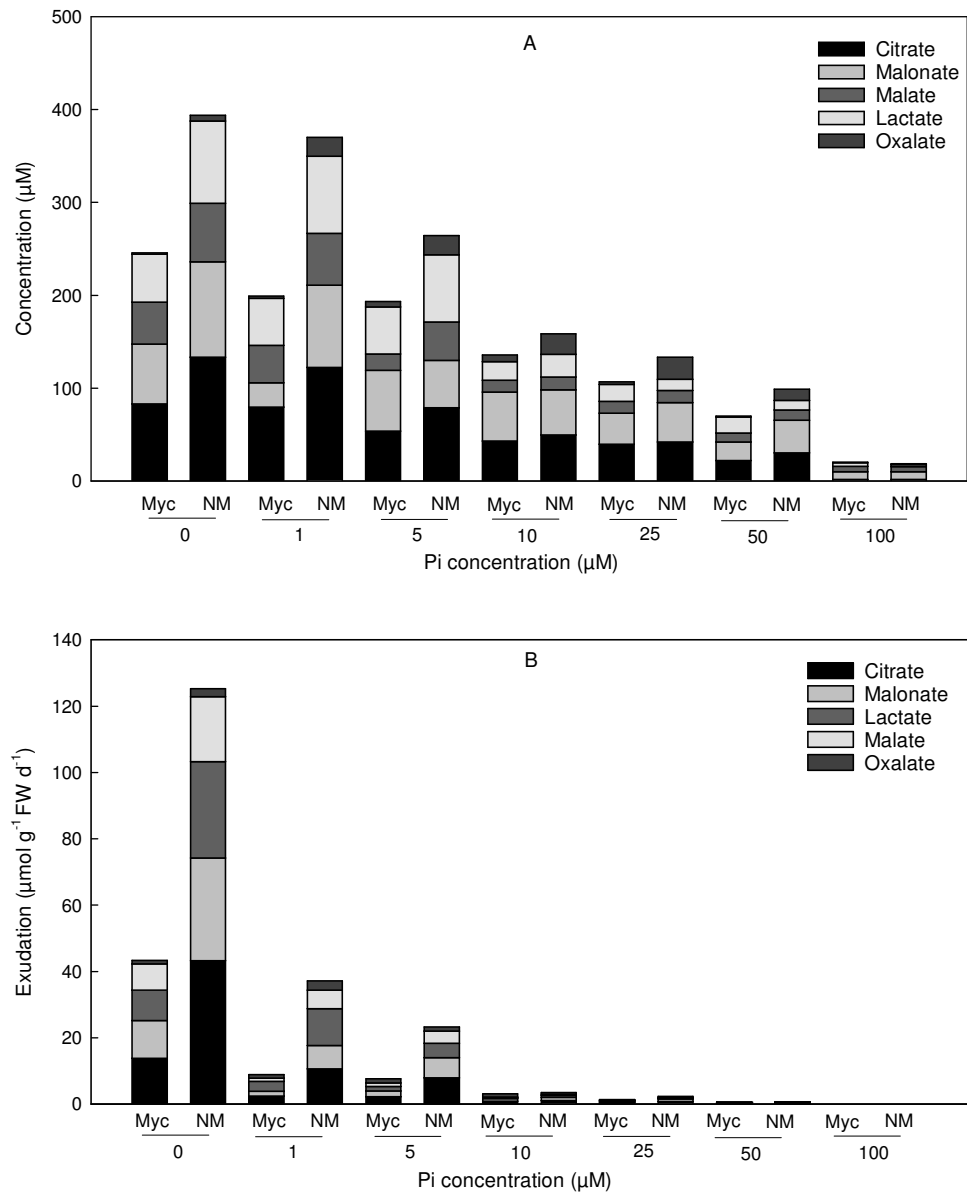 A
500
400
300
200
100
0
Concentration (µM)
Citrate
Malonate
Malate
Lactate
Oxalate
Myc NM Myc NM Myc NM Myc NM Myc NM Myc NM Myc NM
0 1 5 10 25 50 100
Pi concentration (µM)
B
140
120
100
80
60
40
20
0
Exudation (µmol g⁻¹ FW d⁻¹)
Citrate
Malonate
Lactate
Malate
Oxalate
Myc NM Myc NM Myc NM Myc NM Myc NM Myc NM Myc NM
0 1 5 10 25 50 100
Pi concentration (µM)